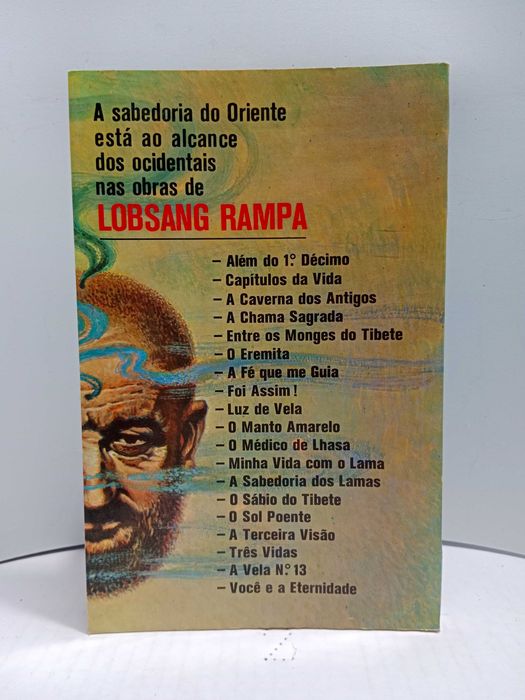 A sabedoria do Oriente
está ao alcance
dos ocidentais
nas obras de
LOBSANG RAMPA
– Além do 1º Décimo
– Capítulos da Vida
– A Caverna dos Antigos
– A Chama Sagrada
– Entre os Monges do Tibete
– O Eremita
– A Fé que me Guia
– Foi Assim!
– Luz de Vela
– O Manto Amarelo
– O Médico de Lhasa
– Minha Vida com o Lama
– A Sabedoria dos Lamas
– O Sábio do Tibete
– O Sol Poente
– A Terceira Visão
– Três Vidas
– A Vela Nº 13
– Você e a Eternidade